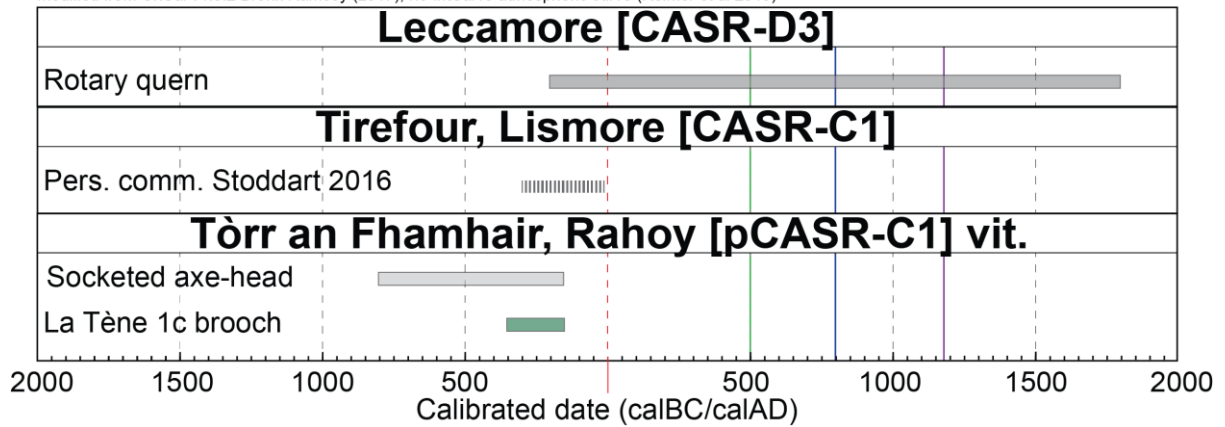 Leccamore [CASR-D3]
Rotary quern
Tirefour, Lismore [CASR-C1]
Pers. comm. Stoddart 2016
Tòrr an Fhamhair, Rahoy [pCASR-C1] vit.
Socketed axe-head
La Tène 1c brooch
2000 1500 1000 500 500 1000 1500 2000
Calibrated date (calBC/calAD)